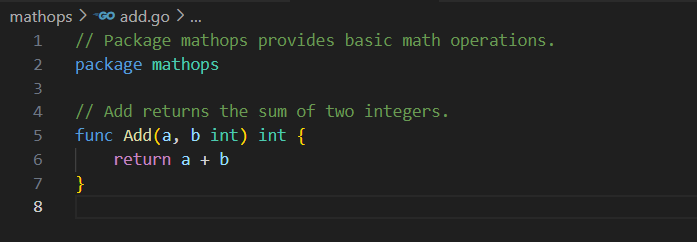 mathops > GO add.go > ...
1 // Package mathops provides basic math operations.
2 package mathops
3
4 // Add returns the sum of two integers.
5 func Add(a, b int) int {
6     return a + b
7 }
8